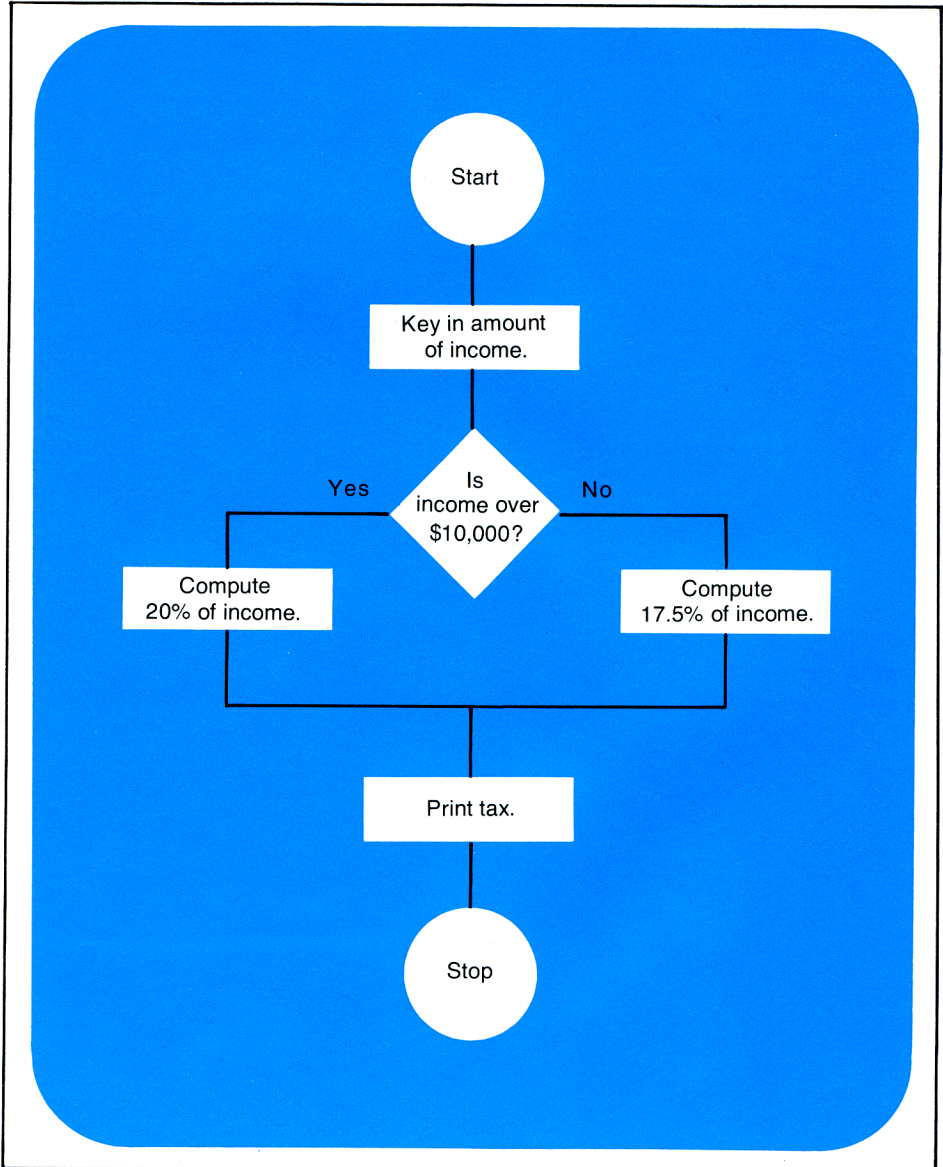 Start
Key in amount
of income.
Is
income over
$10,000?
Yes
No
Compute
20% of income.
Compute
17.5% of income.
Print tax.
Stop